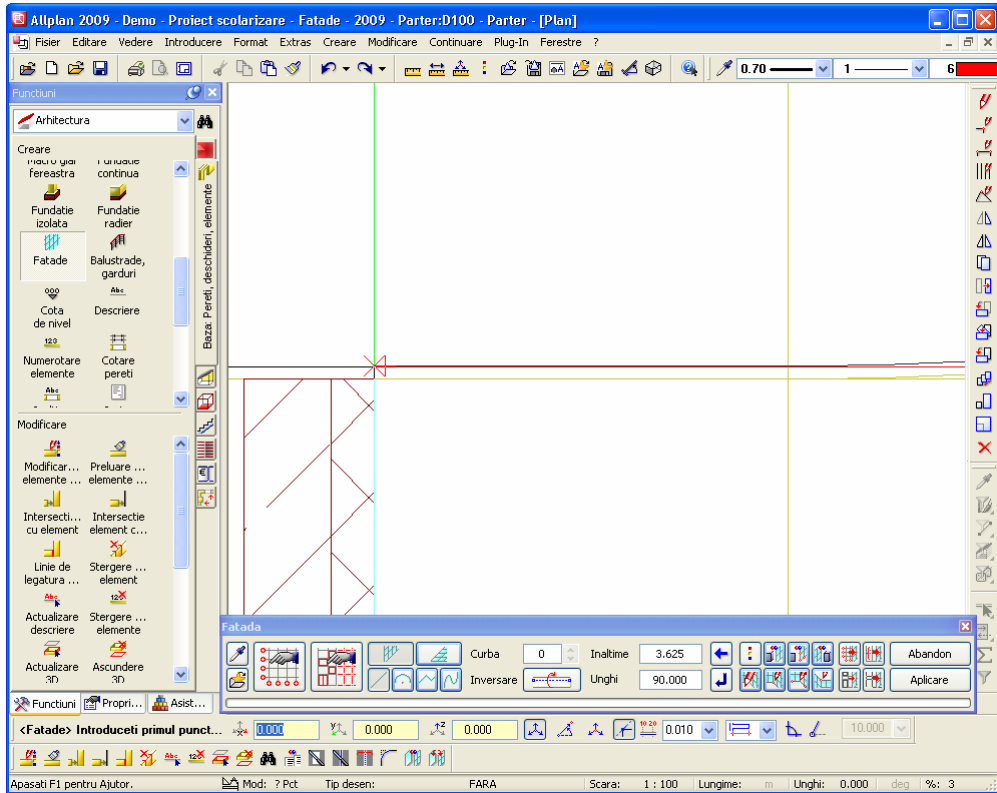 Allplan 2009 - Demo - Proiect scolarizare - Fatade - 2009 - Parter:D100 - Parter - [Plan]
Fisier Editare Vedere Introducere Format Extras Creare Modificare Continuare Plug-In Ferestre ?
0.70 1 6
Functiuni
Arhitectura
Creare
fereastra continua
Fundatie Fundatie
izolata radier
Fatade Balustrade,
garduri
Cota Descriere
de nivel
Numerotare Cotare
elemente pereti
Baza: Pereti, deschideri, elemente
Modificare
Modificar... Preluare ...
elemente ... elemente ...
Intersecti... Intersectie
cu element element c...
Linie de Stergere ...
legatura ... element
Actualizare Stergere ...
descriere elemente
Actualizare Ascundere
3D 3D
Functiuni Propri... Asist...
Fatada
Curba 0 Inaltime 3.625 Abandon
Inversare Unghi 90.000 Aplicare
<Fatade> Introduceti primul punct... 0.000 0.000 0.000 0.010 10.000
Apasati F1 pentru Ajutor. Mod: ? Pct Tip desen: FARA Scara: 1 : 100 Lungime: m Unghi: 0.000 deg %: 3